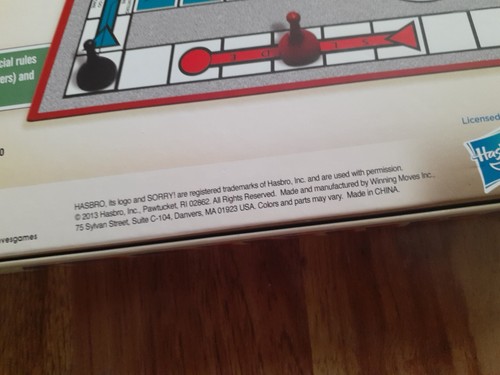 cial rules
ers) and
Licensed
Has
HASBRO, its logo and SORRY! are registered trademarks of Hasbro, Inc. and are used with permission.
© 2013 Hasbro, Inc., Pawtucket, RI 02862. All Rights Reserved. Made and manufactured by Winning Moves Inc.,
75 Sylvan Street, Suite C-104, Danvers, MA 01923 USA. Colors and parts may vary. Made in CHINA.
vesgames